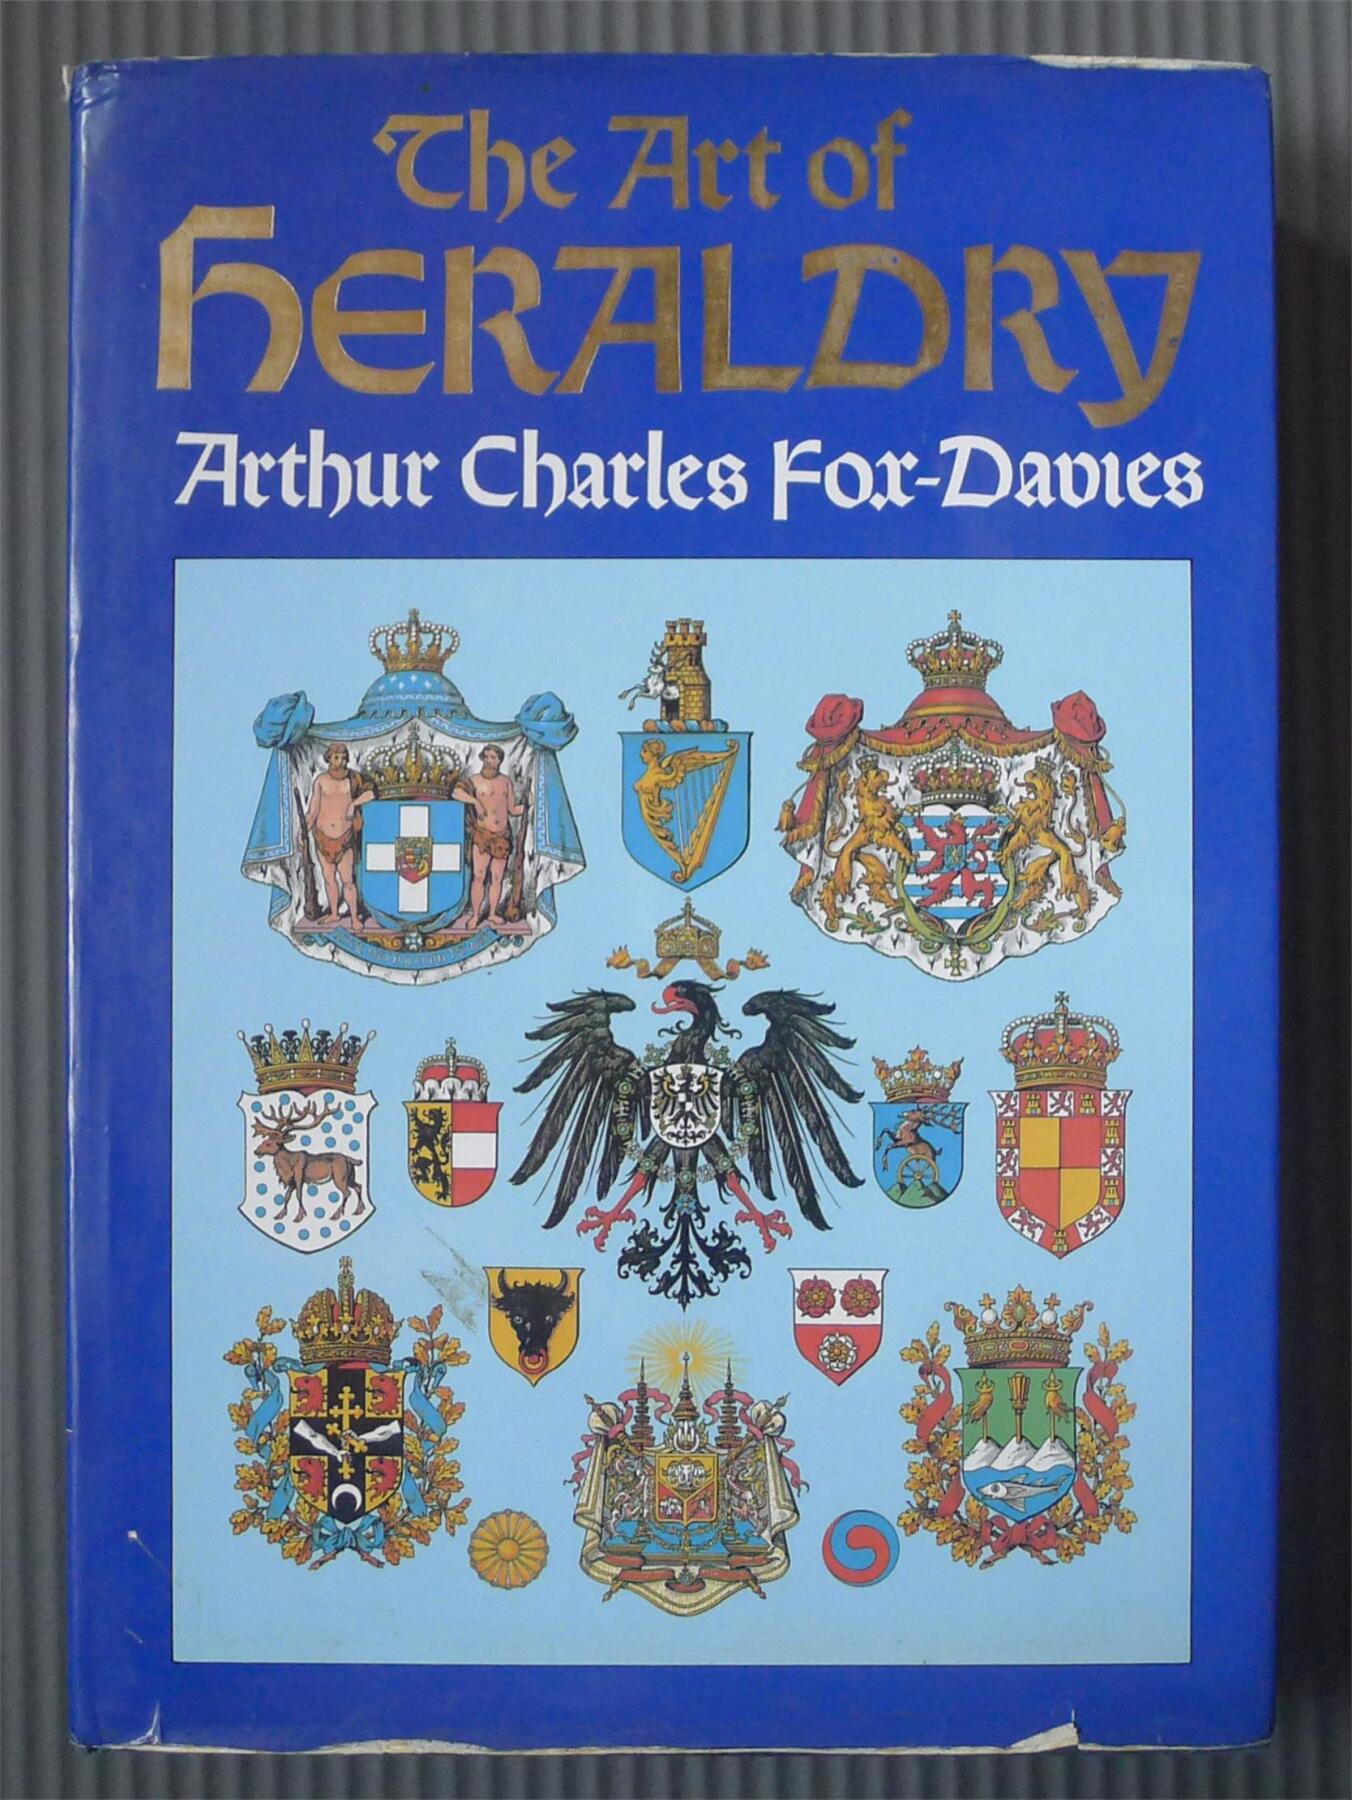 The Art of
HERALDRY
Arthur Charles Fox-Davies